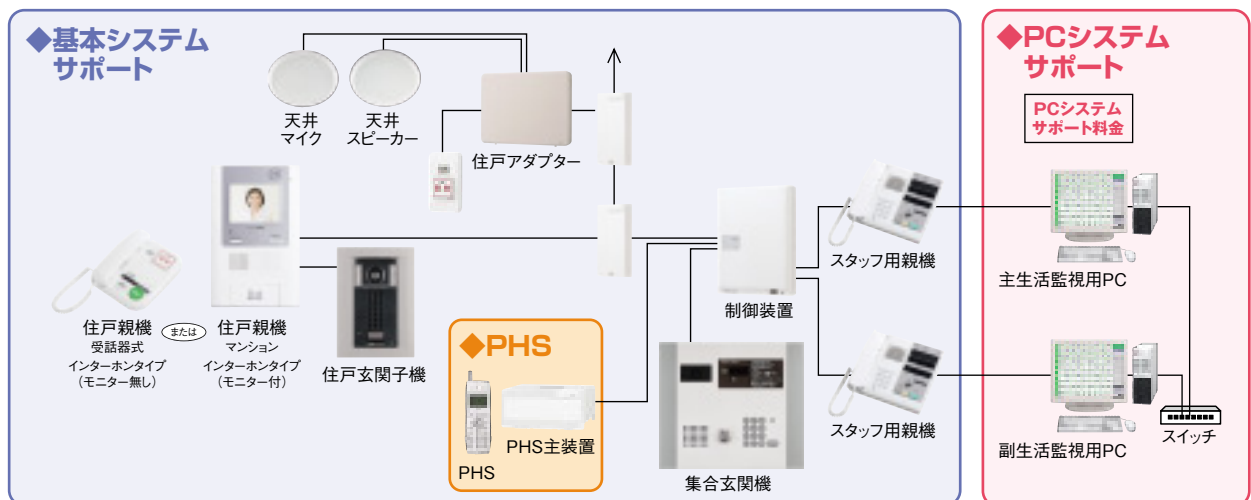 ◆基本システム
サポート
天井
マイク
天井
スピーカー
住戸アダプター
住戸親機
受話器式
インターホンタイプ
（モニター無し）
または
住戸親機
マンション
インターホンタイプ
（モニター付）
住戸玄関子機
◆PHS
PHS
PHS主装置
集合玄関機
制御装置
スタッフ用親機
スタッフ用親機
◆PCシステム
サポート
PCシステム
サポート料金
主生活監視用PC
副生活監視用PC
スイッチ